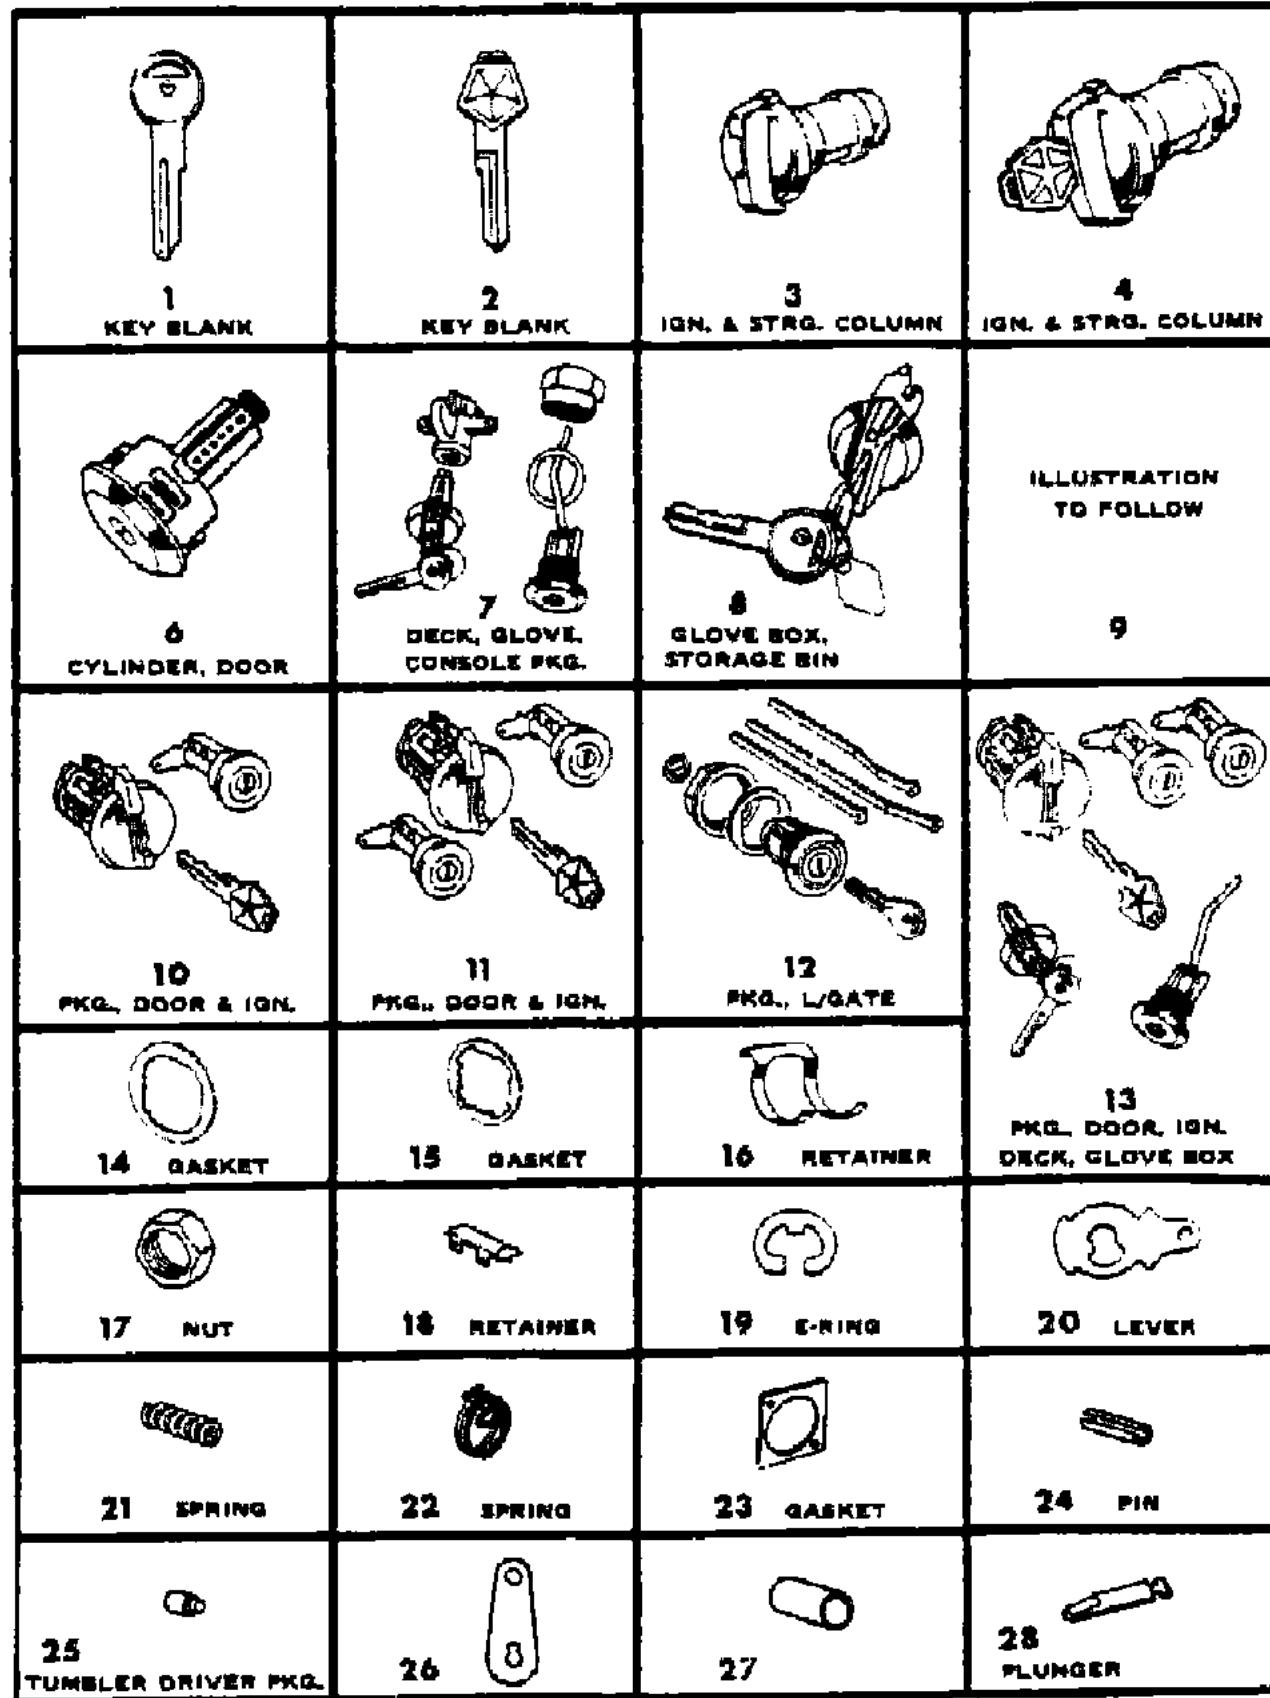 1
KEY BLANK
2
KEY BLANK
3
IGN. & STRG. COLUMN
4
IGN. & STRG. COLUMN
6
CYLINDER, DOOR
7
DECK, GLOVE,
CONSOLE PKG.
8
GLOVE BOX,
STORAGE BIN
ILLUSTRATION
TO FOLLOW
9
10
PKG., DOOR & IGN.
11
PKG., DOOR & IGN.
12
PKG., L/GATE
13
PKG., DOOR, IGN.
DECK, GLOVE BOX
14 GASKET
15 GASKET
16 RETAINER
17 NUT
18 RETAINER
19 E-RING
20 LEVER
21 SPRING
22 SPRING
23 GASKET
24 PIN
25
TUMBLER DRIVER PKG.
26
27
28
PLUNGER